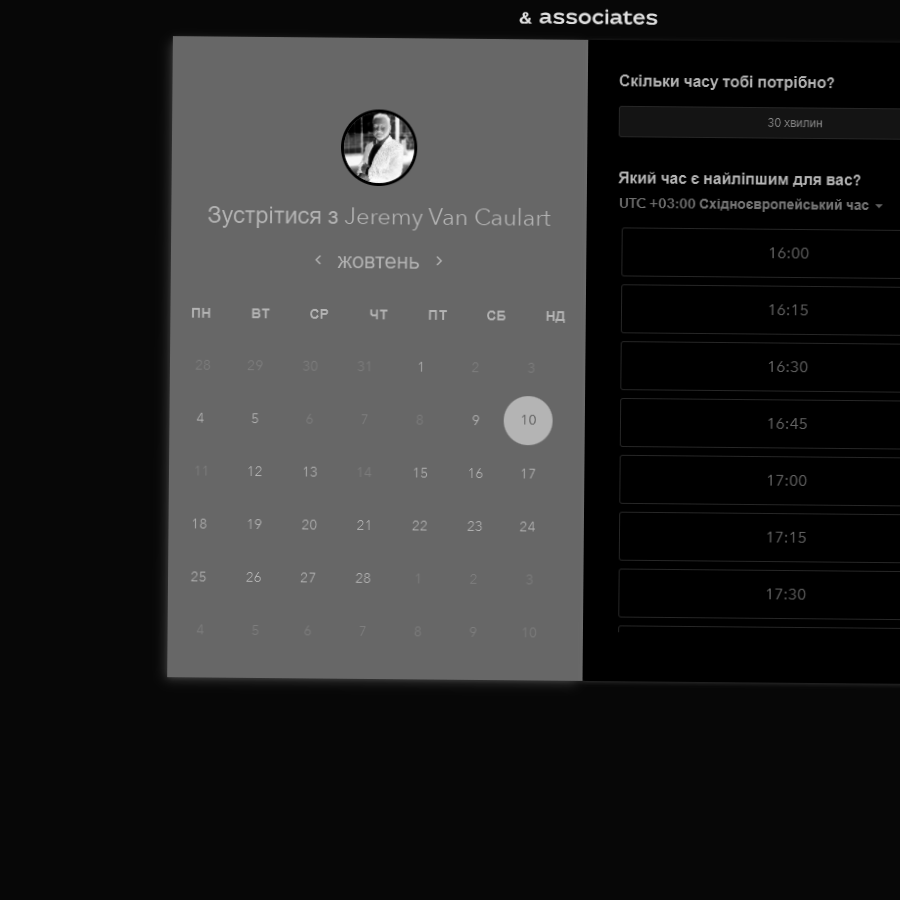 & associates
Зустрітися з Jeremy Van Caulart
‹ жовтень ›
ПН ВТ СР ЧТ ПТ СБ НД
28 29 30 31 1 2 3
4 5 6 7 8 9 10
11 12 13 14 15 16 17
18 19 20 21 22 23 24
25 26 27 28 1 2 3
4 5 6 7 8 9 10
Скільки часу тобі потрібно?
30 хвилин
Який час є найліпшим для вас?
UTC +03:00 Східноєвропейський час
16:00
16:15
16:30
16:45
17:00
17:15
17:30